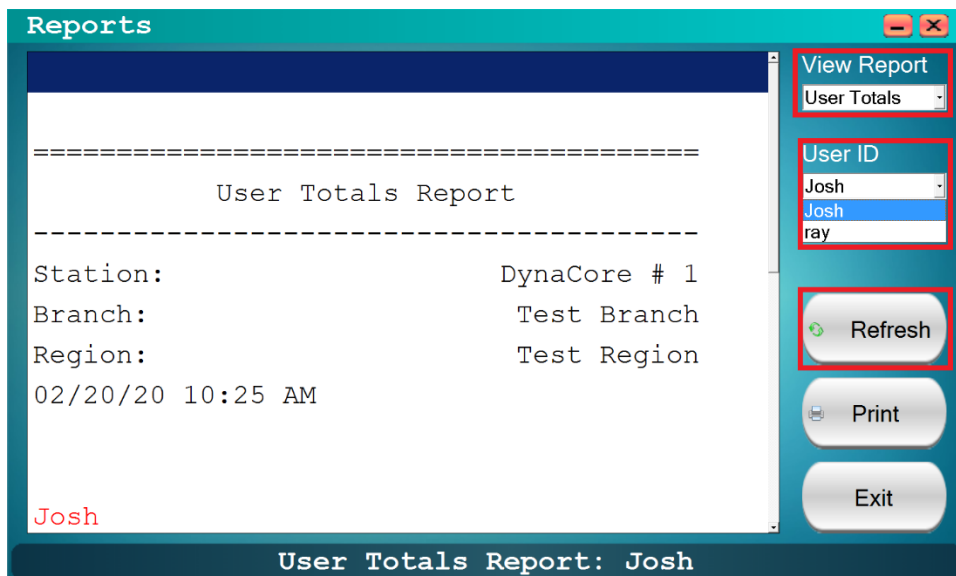 Reports
========================================
User Totals Report
----------------------------------------
Station: DynaCore # 1
Branch: Test Branch
Region: Test Region
02/20/20 10:25 AM
Josh
View Report
User Totals
User ID
Josh
Josh
ray
Refresh
Print
Exit
User Totals Report: Josh